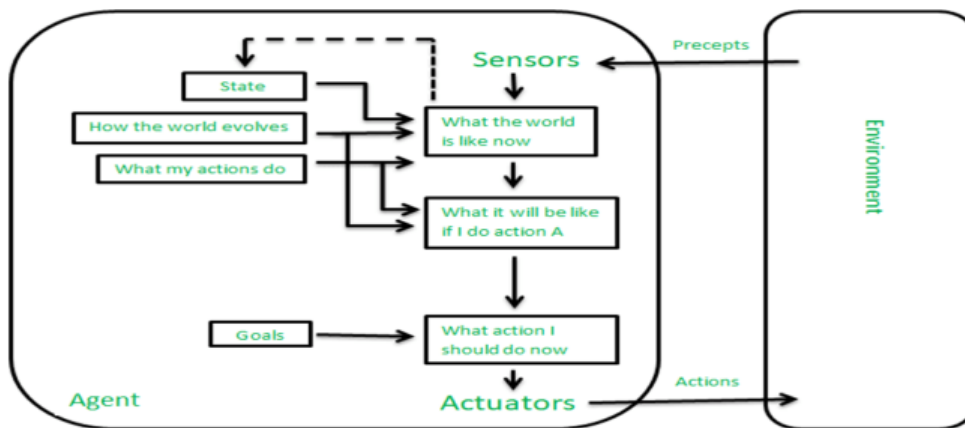 Precepts
Sensors
State
What the world
is like now
How the world evolves
What my actions do
What it will be like
if I do action A
Environment
Goals
What action I
should do now
Agent
Actuators
Actions